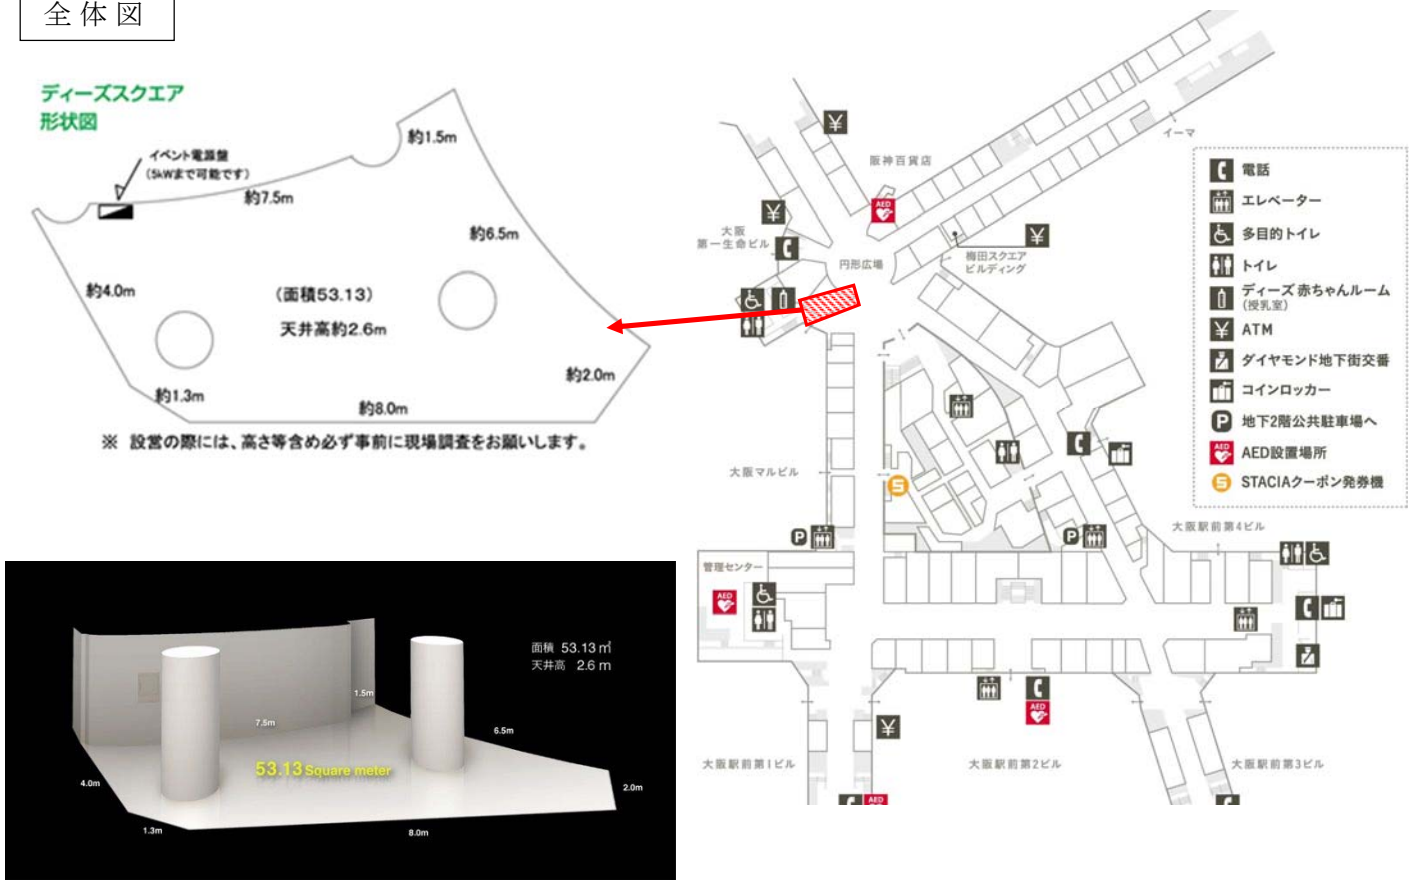 全体図
ディーズスクエア
形状図
イベント電源盤
(5kWまで可能です)
約7.5m
約1.5m
約6.5m
約4.0m
(面積53.13)
天井高約2.6m
約1.3m
約8.0m
約2.0m
※ 設営の際には、高さ等含め必ず事前に現場調査をお願いします。
面積 53.13㎡
天井高 2.6 m
1.5m
7.5m
6.5m
53.13 Square meter
4.0m
2.0m
1.3m
8.0m
イーマ
阪神百貨店
AED
大阪
第一生命ビル
円形広場
梅田スクエア
ビルディング
大阪マルビル
S
P
P
大阪駅前第4ビル
管理センター
AED
AED
大阪駅前第1ビル
大阪駅前第2ビル
大阪駅前第3ビル
AED
電話
エレベーター
多目的トイレ
トイレ
ディーズ 赤ちゃんルーム
(授乳室)
¥ ATM
ダイヤモンド地下街交番
コインロッカー
P 地下2階公共駐車場へ
AED AED設置場所
S STACIAクーポン発券機